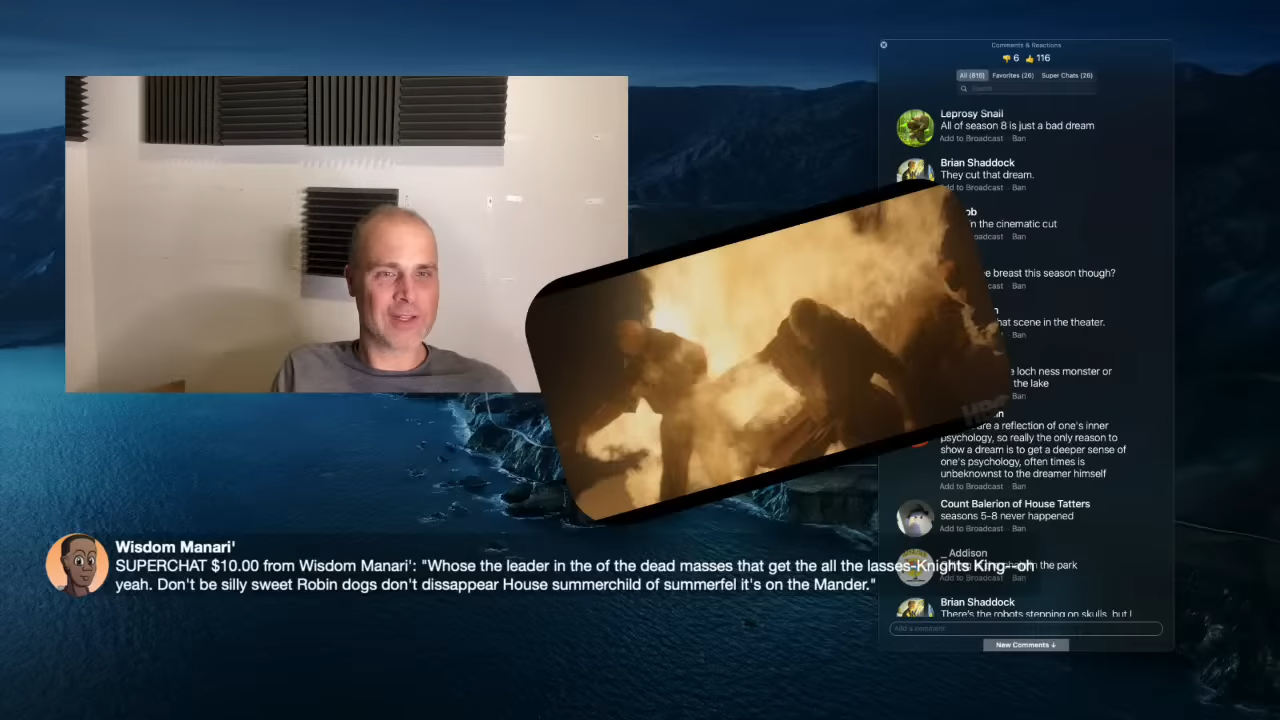 Comments & Reactions
6 116
All (810) Favorites (26) Super Chats (26)
Search
Leprosy Snail
All of season 8 is just a bad dream
Add to Broadcast Ban
Brian Shaddock
They cut that dream.
to Broadcast Ban
ob
in the cinematic cut
Ban
breast this season though?
Ban
scene in the theater.
Ban
loch ness monster or
the lake
Ban
are a reflection of one's inner
psychology, so really the only reason to
show a dream is to get a deeper sense of
one's psychology, often times is
unbeknownst to the dreamer himself
Add to Broadcast Ban
Count Balerion of House Tatters
seasons 5-8 never happened
Add to Broadcast Ban
_ Addison
in the park
Add to Broadcast Ban
Brian Shaddock
There's the robots stepping on skulls, but I
Add a comment
New Comments ↓
HBO
Wisdom Manari'
SUPERCHAT $10.00 from Wisdom Manari': "Whose the leader in the of the dead masses that get the all the lasses-Knights King--oh
yeah. Don't be silly sweet Robin dogs don't dissappear House summerchild of summerfel it's on the Mander."